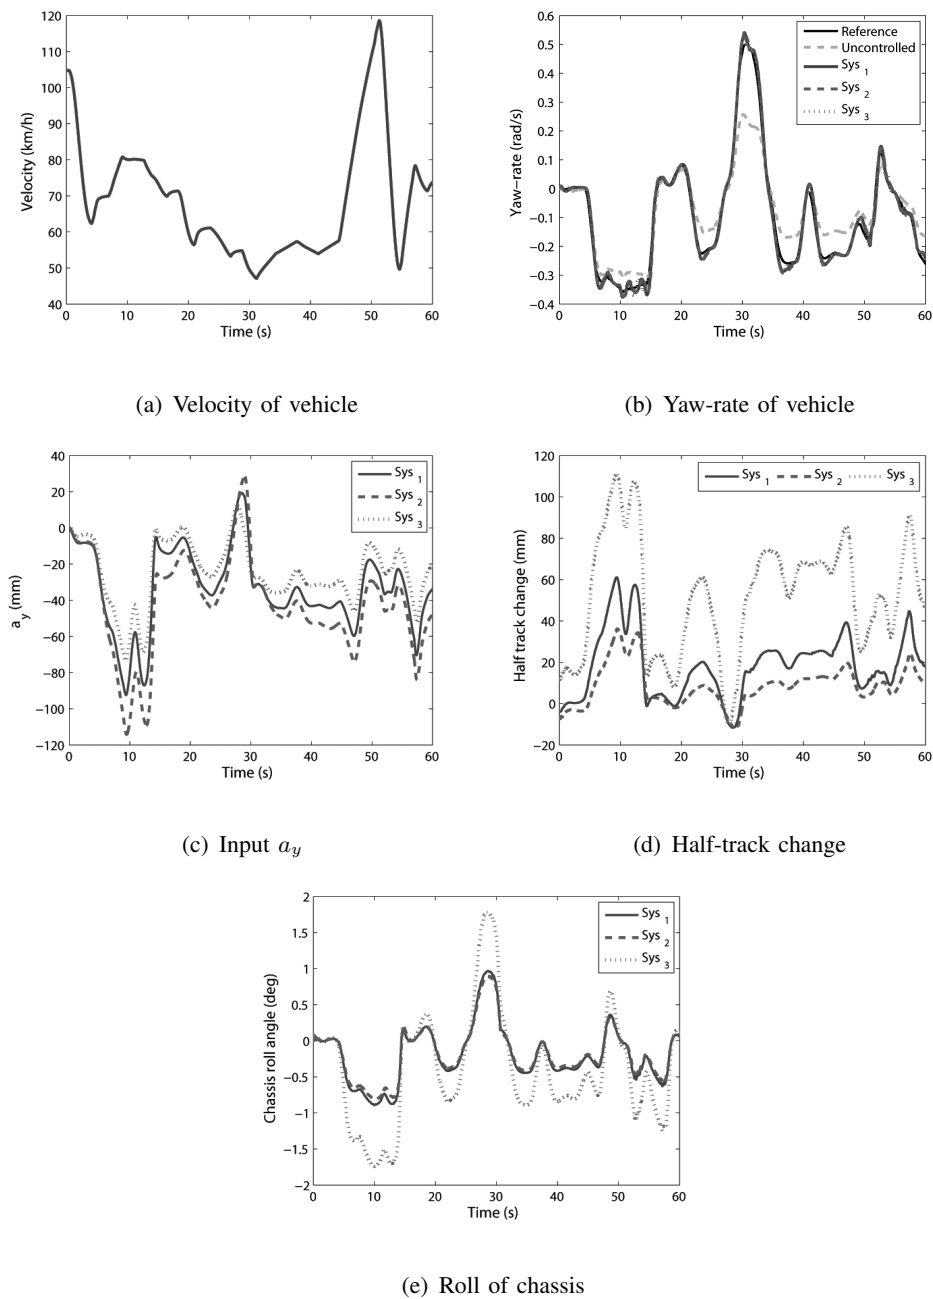 120
110
100
90
80
70
60
50
40
Velocity (km/h)
0 10 20 30 40 50 60
Time (s)
(a) Velocity of vehicle
0.6
0.5
0.4
0.3
0.2
0.1
0
−0.1
−0.2
−0.3
−0.4
Yaw−rate (rad/s)
Reference
Uncontrolled
Sys 1
Sys 2
Sys 3
0 10 20 30 40 50 60
Time (s)
(b) Yaw-rate of vehicle
40
20
0
−20
−40
−60
−80
−100
−120
a y (mm)
Sys 1
Sys 2
Sys 3
0 10 20 30 40 50 60
Time (s)
(c) Input a y
120
100
80
60
40
20
0
−20
Half track change (mm)
Sys 1 Sys 2 Sys 3
0 10 20 30 40 50 60
Time (s)
(d) Half-track change
2
1.5
1
0.5
0
−0.5
−1
−1.5
−2
Chassis roll angle (deg)
Sys 1
Sys 2
Sys 3
0 10 20 30 40 50 60
Time (s)
(e) Roll of chassis